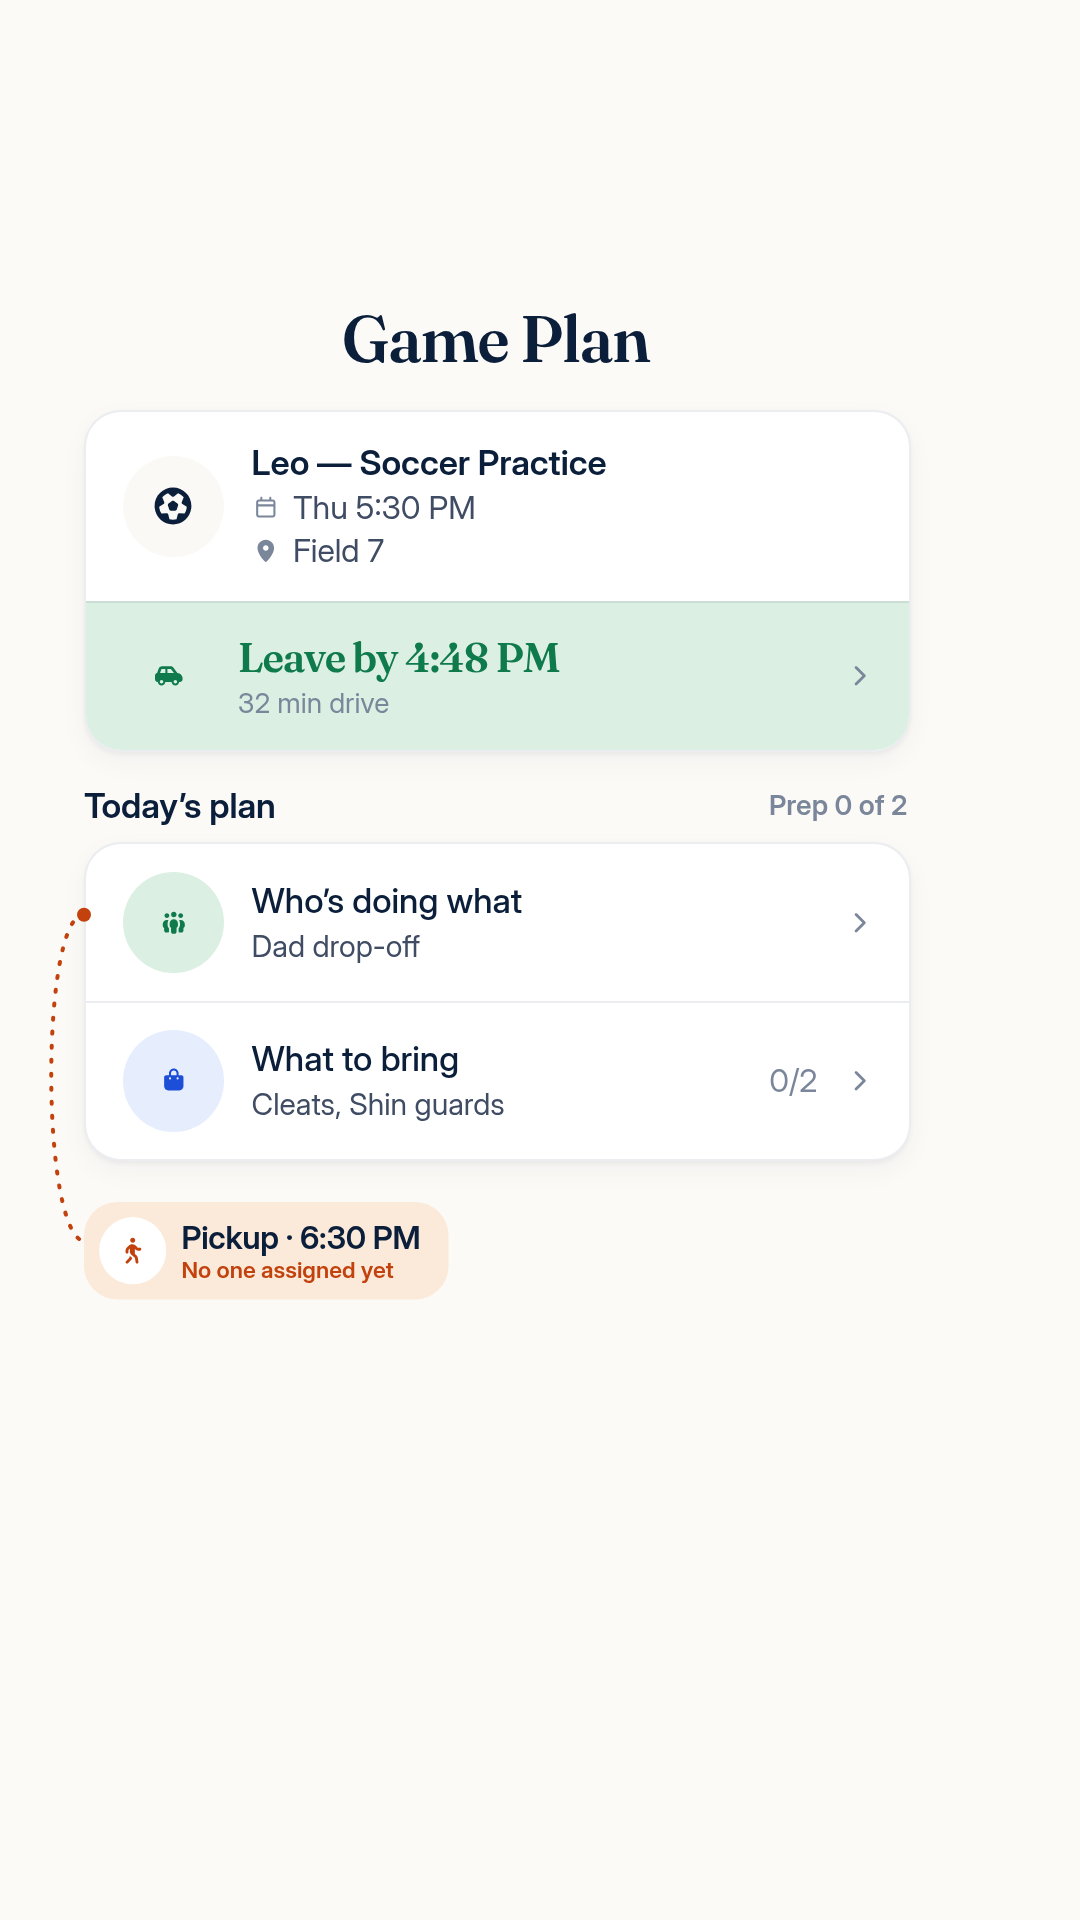 Game Plan
Leo — Soccer Practice
Thu 5:30 PM
Field 7
Leave by 4:48 PM
32 min drive
Today’s plan
Prep 0 of 2
Who’s doing what
Dad drop-off
What to bring
Cleats, Shin guards
0/2
Pickup · 6:30 PM
No one assigned yet